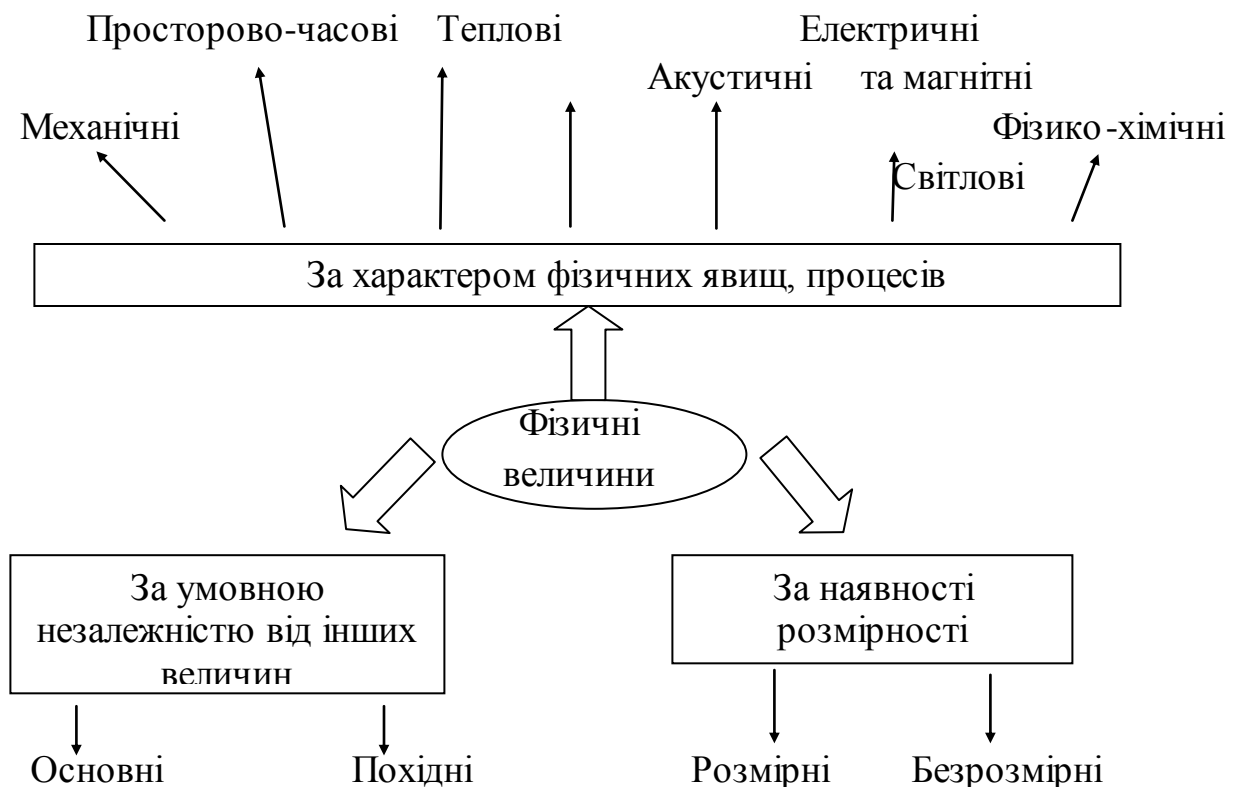 Просторово-часові
Теплові
Електричні
та магнітні
Акустичні
Механічні
Фізико-хімічні
Світлові
За характером фізичних явищ, процесів
Фізичні
величини
За умовною
незалежністю від інших
величин
За наявності
розмірності
Основні
Похідні
Розмірні
Безрозмірні